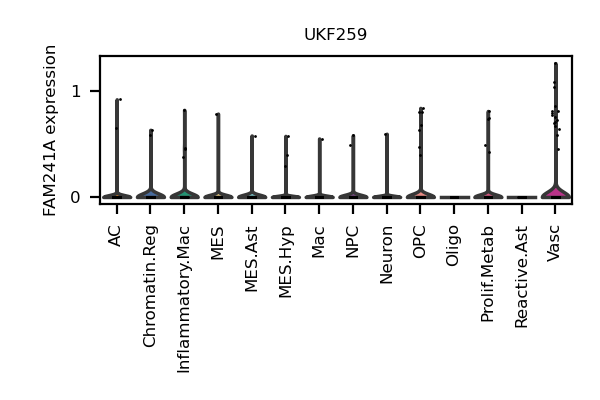 UKF259
FAM241A expression
1
0
AC
Chromatin.Reg
Inflammatory.Mac
MES
MES.Ast
MES.Hyp
Mac
NPC
Neuron
OPC
Oligo
Prolif.Metab
Reactive.Ast
Vasc